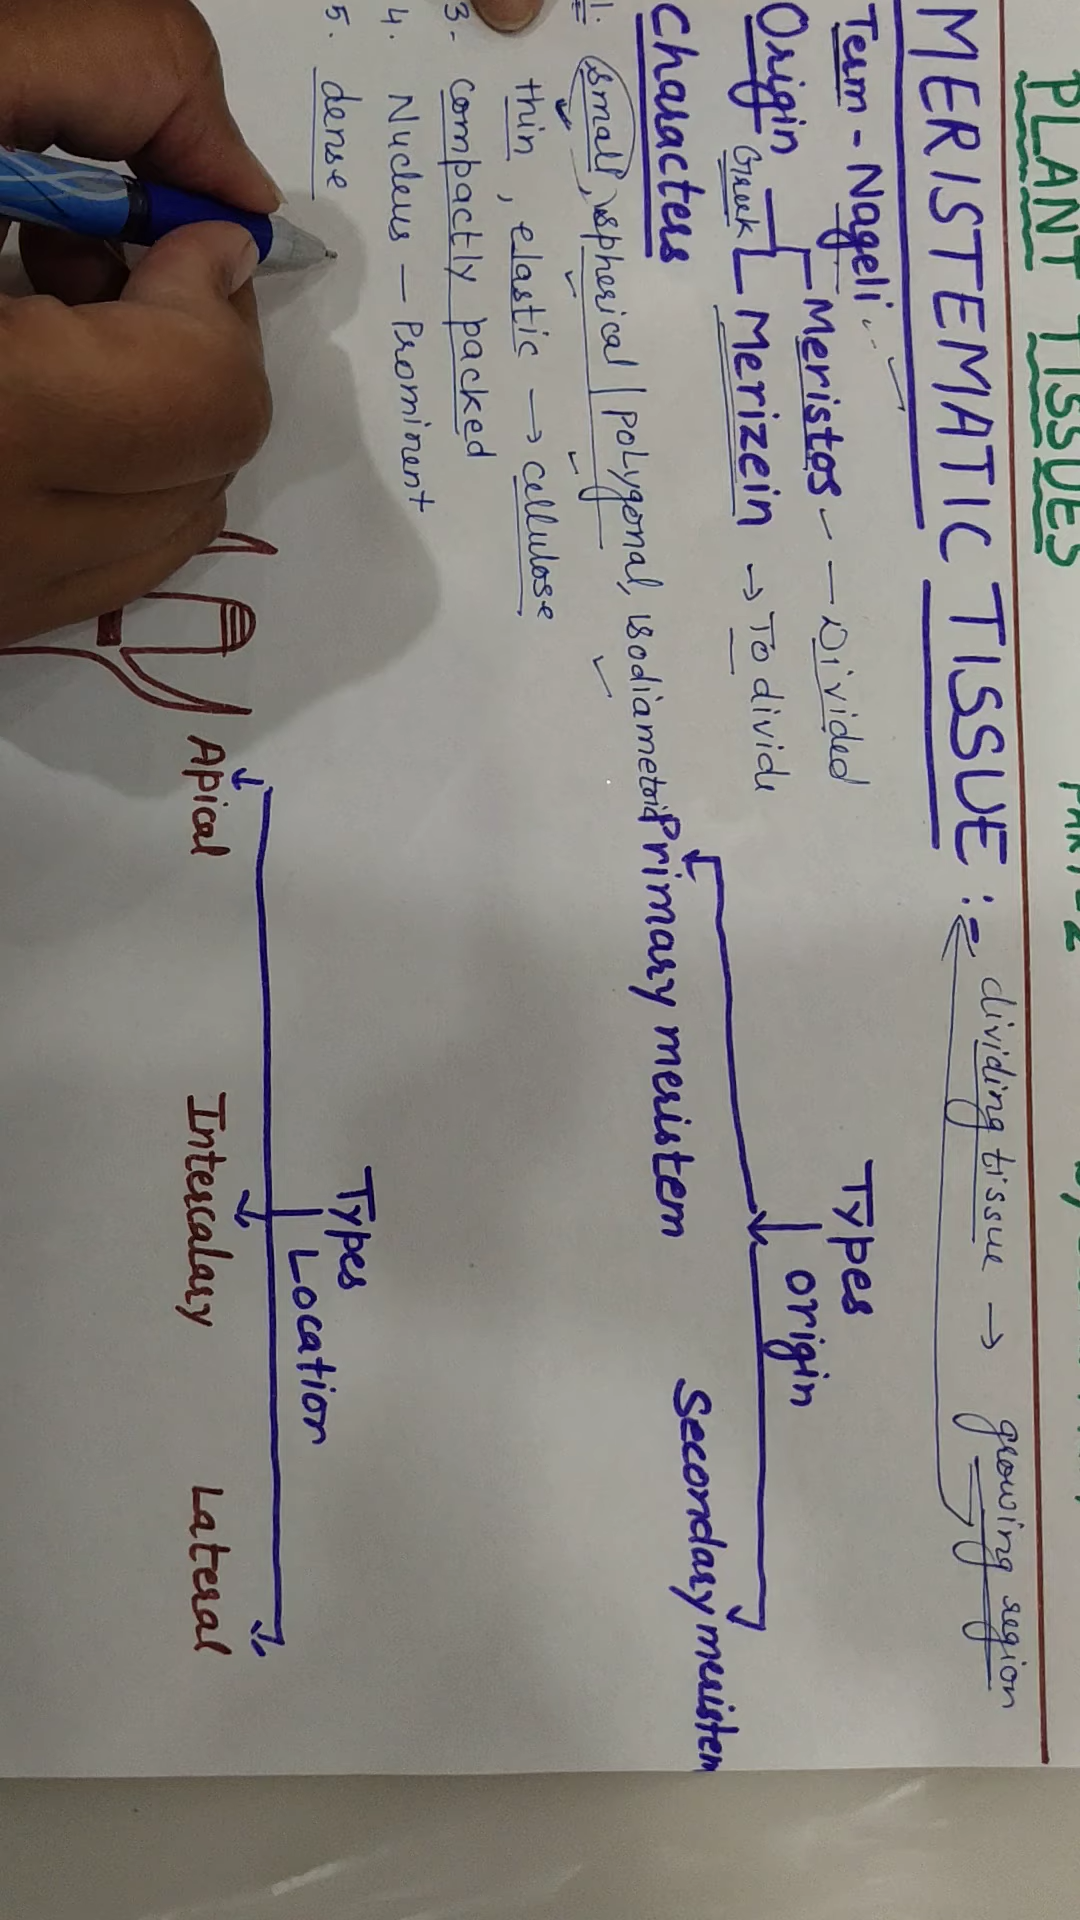 PLANT TISSUES
PART-2
MERISTEMATIC TISSUE :- dividing tissue → growing region
Term - Nageli
Origin Greek Meristos - Divided
Merizein → To divide
Characters
1. small, spherical | polygonal, isodiametric
thin, elastic → cellulose
3. compactly packed
4. Nucleus - Prominent
5. dense
Types
origin
Primary meristem Secondary meristem
Types
Location
Apical Intercalary Lateral